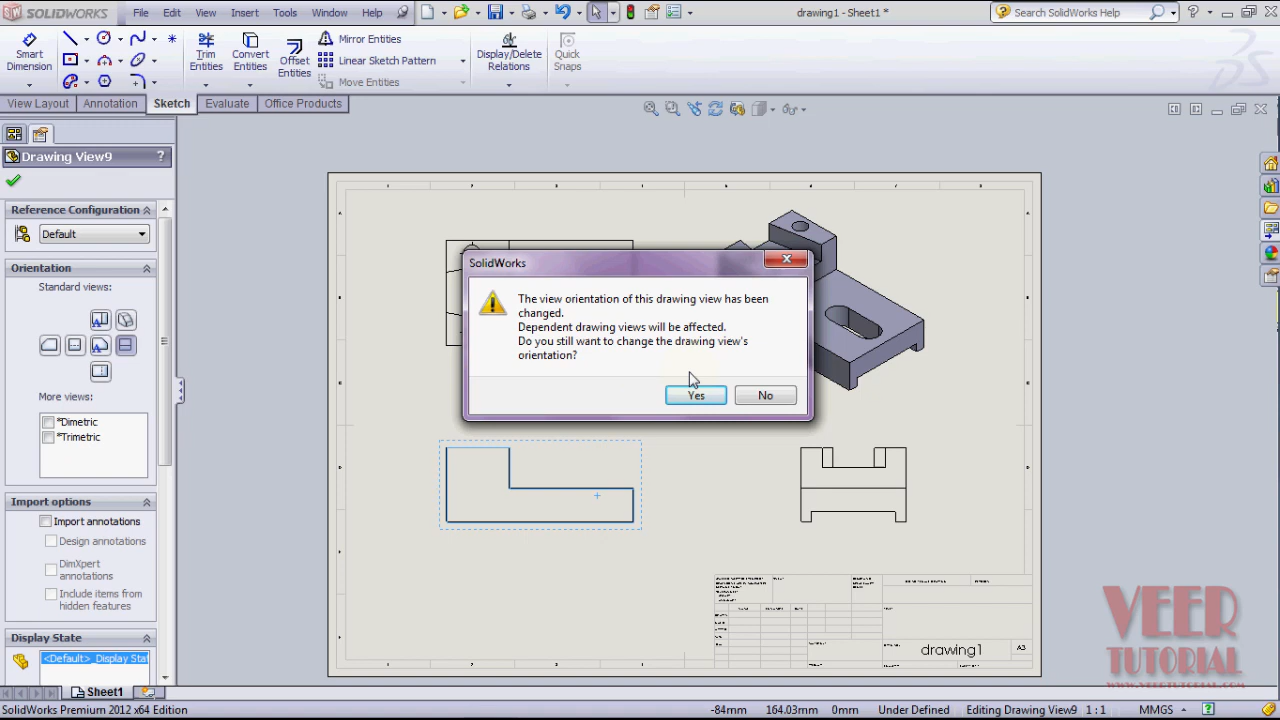 SOLIDWORKS
File
Edit
View
Insert
Tools
Window
Help
drawing1 - Sheet1 *
Search SolidWorks Help
Smart
Dimension
Trim
Entities
Convert
Entities
Offset
Entities
Mirror Entities
Linear Sketch Pattern
Move Entities
Display/Delete
Relations
Quick
Snaps
View Layout
Annotation
Sketch
Evaluate
Office Products
Drawing View9
?
Reference Configuration
Default
Orientation
Standard views:
More views:
*Dimetric
*Trimetric
Import options
Import annotations
Design annotations
DimXpert
annotations
Include items from
hidden features
Display State
<Default>_Display Stat
Sheet1
SolidWorks
The view orientation of this drawing view has been
changed.
Dependent drawing views will be affected.
Do you still want to change the drawing view's
orientation?
Yes
No
drawing1
A3
VEER
TUTORIAL
WWW.VEERTUTORIAL.COM
SolidWorks Premium 2012 x64 Edition
-84mm
164.03mm
0mm
Under Defined
Editing Drawing View9
1 : 1
MMGS